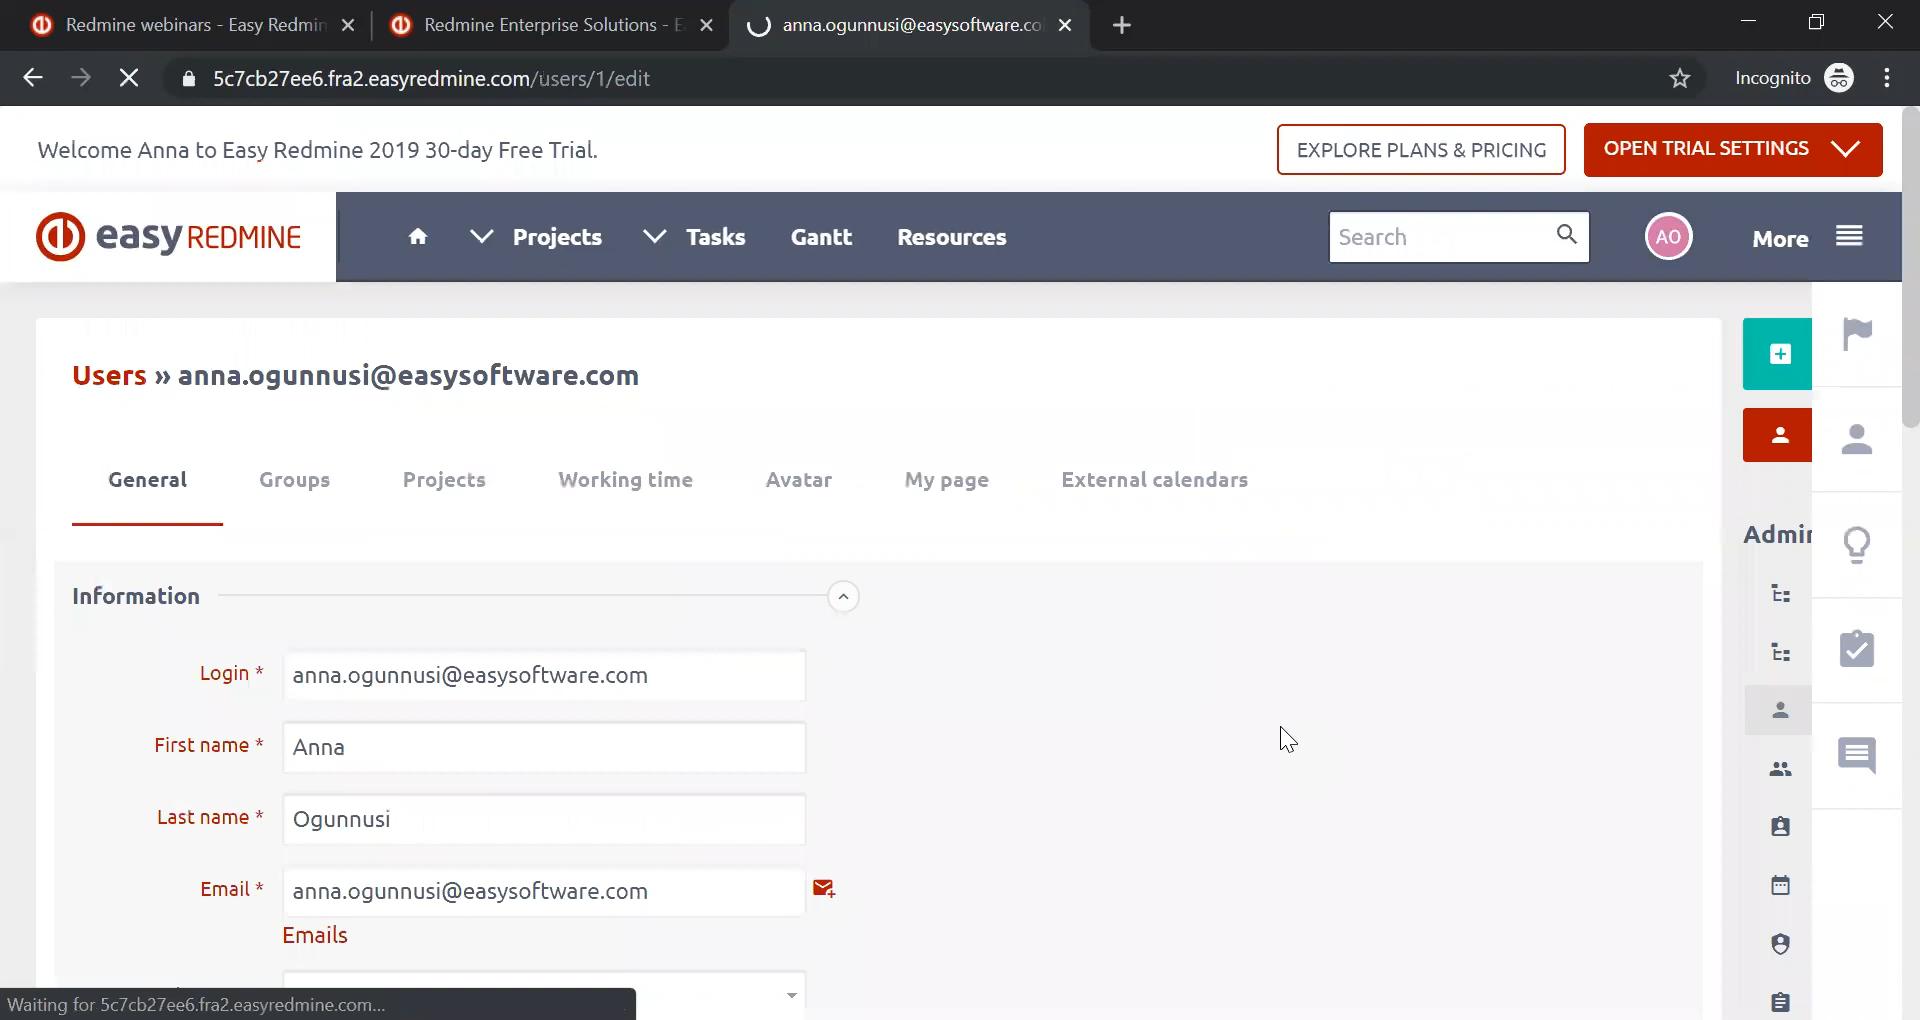 Redmine webinars - Easy Redmin
Redmine Enterprise Solutions - E
anna.ogunnusi@easysoftware.co
5c7cb27ee6.fra2.easyredmine.com/users/1/edit
Incognito
Welcome Anna to Easy Redmine 2019 30-day Free Trial.
EXPLORE PLANS & PRICING
OPEN TRIAL SETTINGS
easy REDMINE
Projects
Tasks
Gantt
Resources
Search
AO
More
Users » anna.ogunnusi@easysoftware.com
General
Groups
Projects
Working time
Avatar
My page
External calendars
Admin
Information
Login * anna.ogunnusi@easysoftware.com
First name * Anna
Last name * Ogunnusi
Email * anna.ogunnusi@easysoftware.com
Emails
Waiting for 5c7cb27ee6.fra2.easyredmine.com...